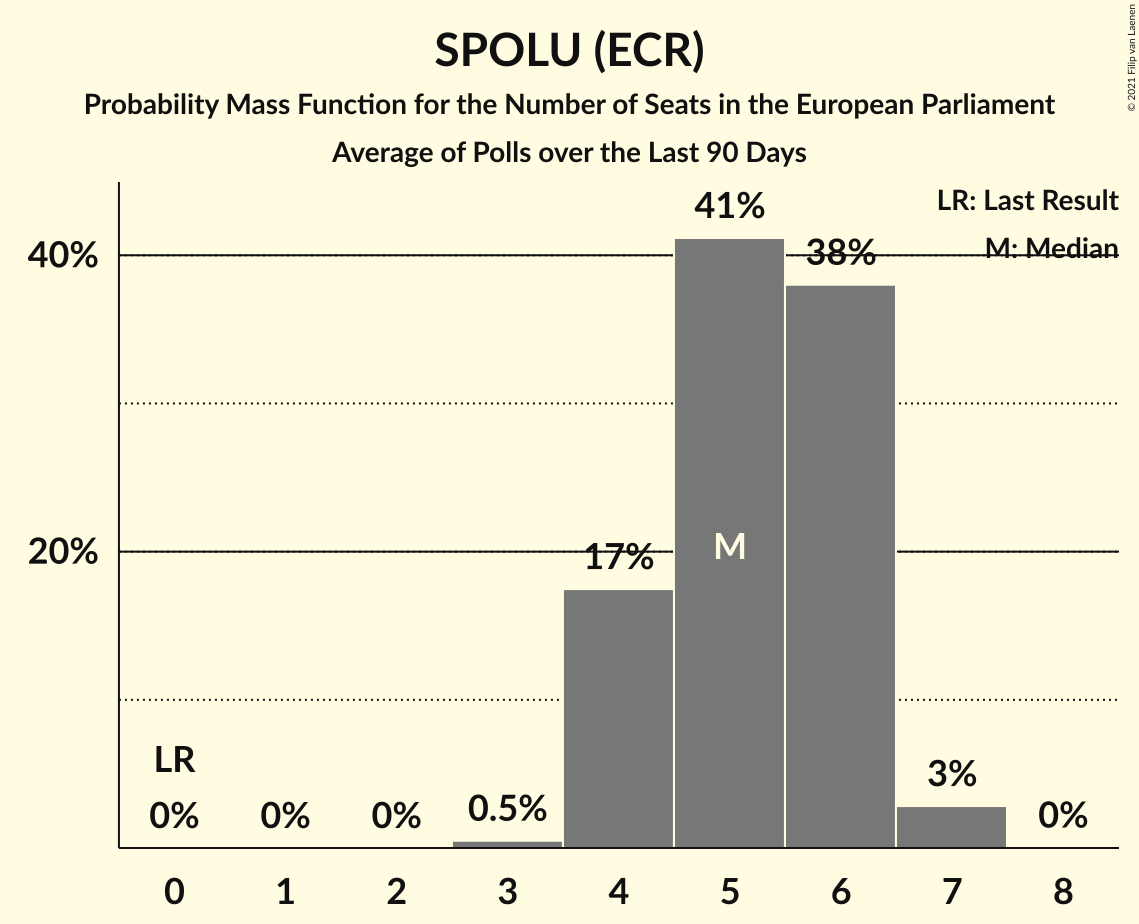 SPOLU (ECR)
Probability Mass Function for the Number of Seats in the European Parliament
Average of Polls over the Last 90 Days
© 2021 Filip van Laenen
LR: Last Result
M: Median
40%
20%
41%
38%
17%
M
LR
0%
0%
0%
0.5%
3%
0%
0 1 2 3 4 5 6 7 8